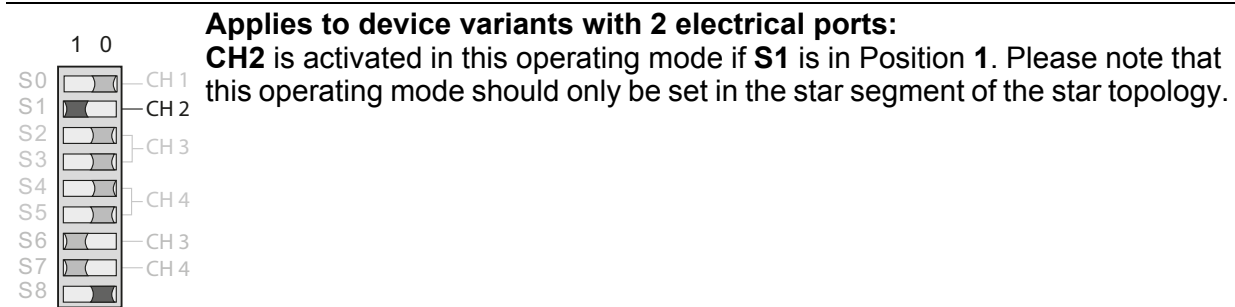 Applies to device variants with 2 electrical ports:
CH2 is activated in this operating mode if S1 is in Position 1. Please note that
this operating mode should only be set in the star segment of the star topology.
1 0
S0 CH 1
S1 CH 2
S2
CH 3
S3
S4
CH 4
S5
S6 CH 3
S7 CH 4
S8